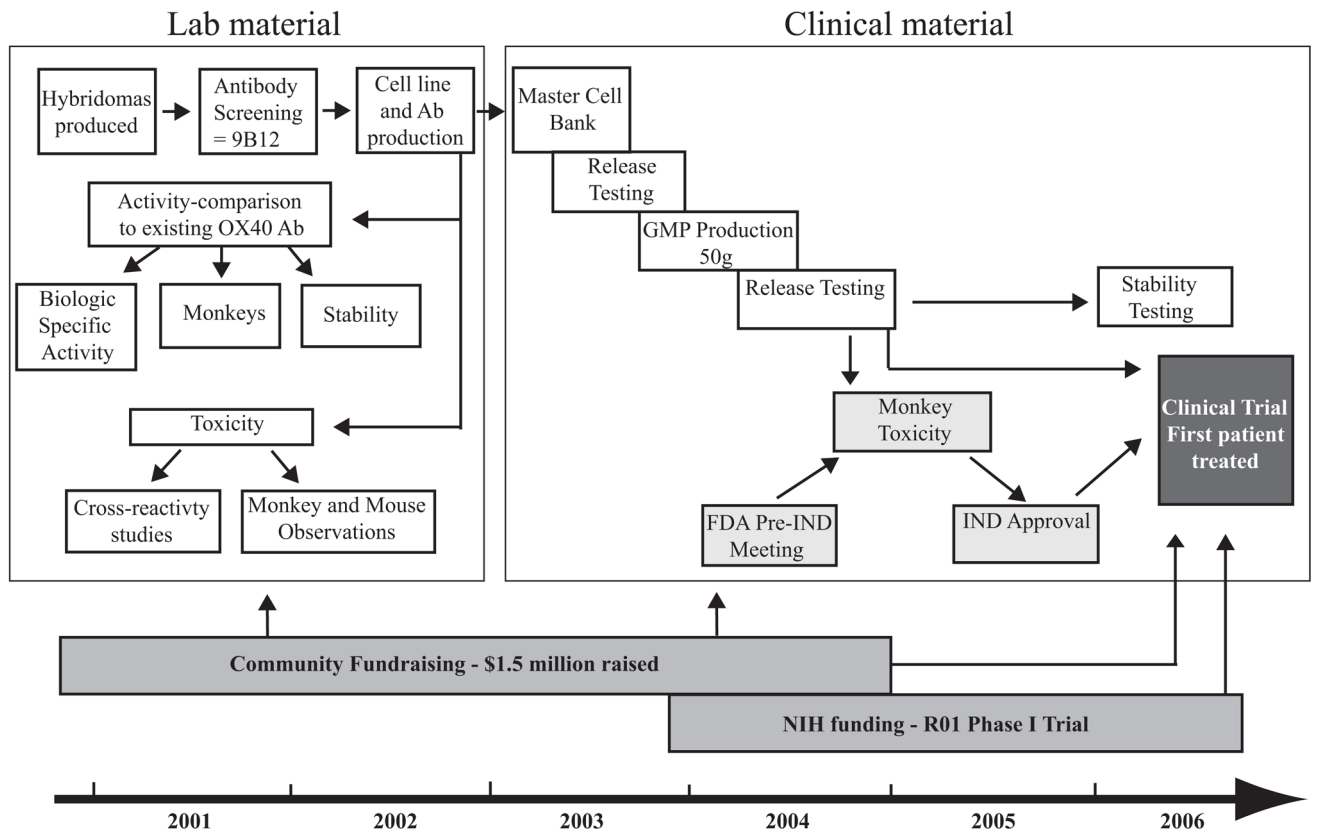 Lab material
Clinical material
Hybridomas
produced
Antibody
Screening
= 9B12
Cell line
and Ab
production
Master Cell
Bank
Release
Testing
GMP Production
50g
Release Testing
Stability
Testing
Activity-comparison
to existing OX40 Ab
Biologic
Specific
Activity
Monkeys
Stability
Toxicity
Cross-reactivty
studies
Monkey and Mouse
Observations
Monkey
Toxicity
FDA Pre-IND
Meeting
IND Approval
Clinical Trial
First patient
treated
Community Fundraising - $1.5 million raised
NIH funding - R01 Phase I Trial
2001
2002
2003
2004
2005
2006